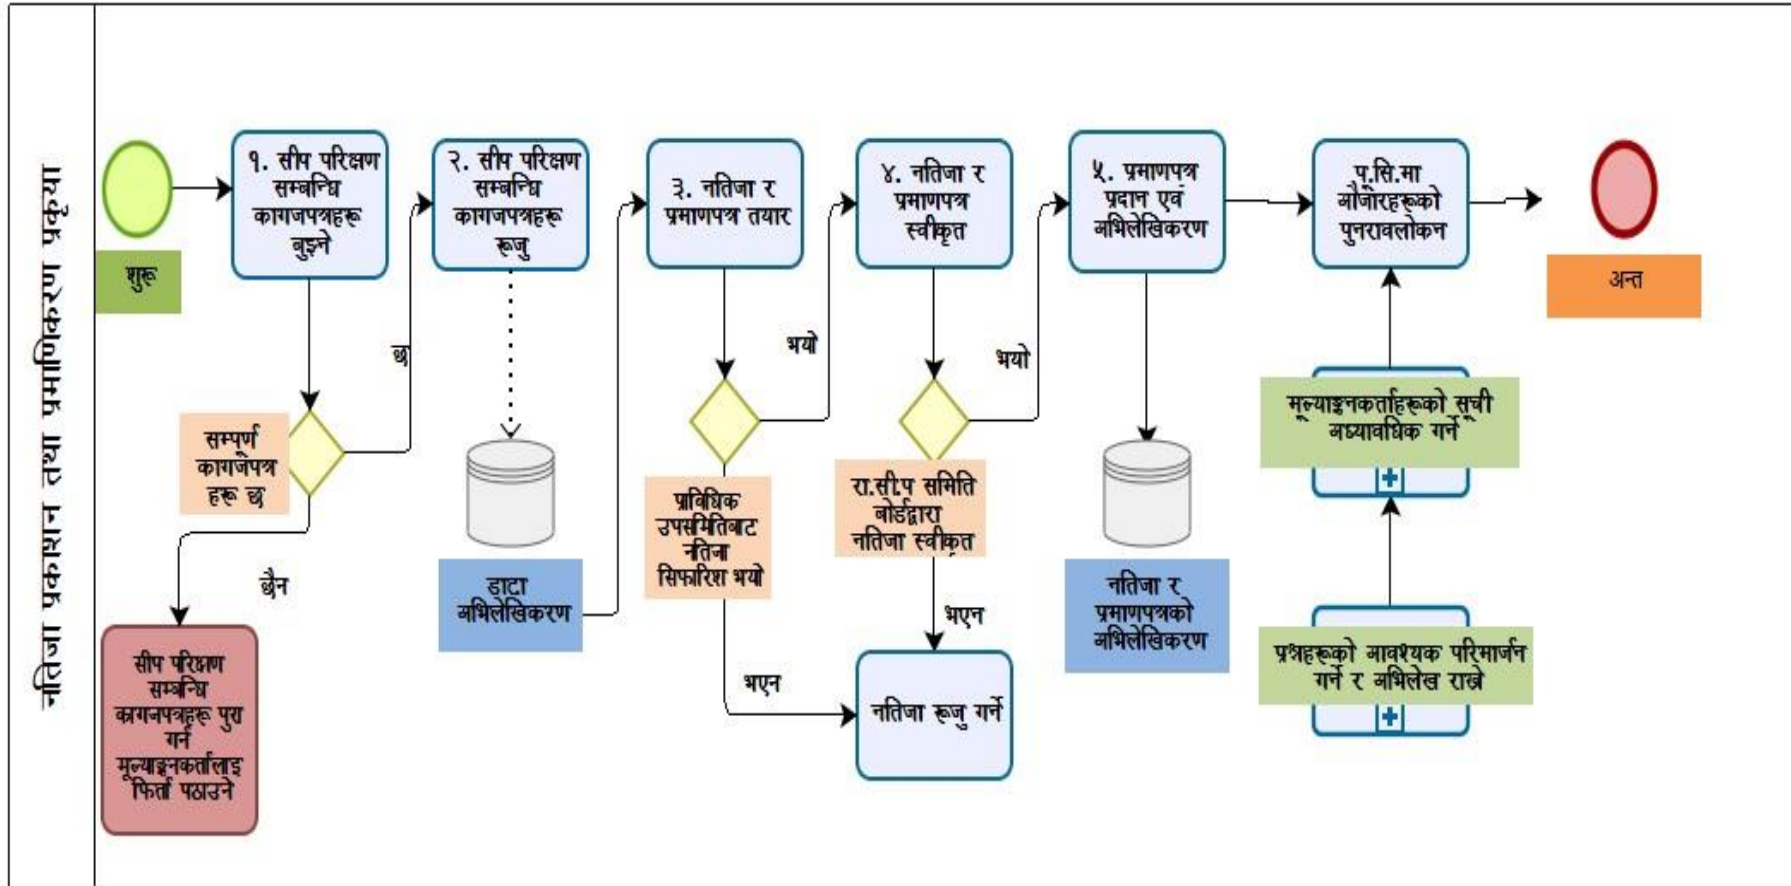 नतिजा प्रकशान तथा प्रमाणिकरण प्रकृया
शुरू
१. सीप परिक्षण
सम्बन्धि
कागजपत्रहरू
बुझ्ने
२. सीप परिक्षण
सम्बन्धि
कागजपत्रहरू
रूजु
३. नतिजा र
प्रमाणपत्र तयार
४. नतिजा र
प्रमाणपत्र
स्वीकृत
५. प्रमाणपत्र
प्रदान एवं
अभिलेखिकरण
पू.सि.मा
औजारहरूको
पुनरावलोकन
अन्त
छ
भयो
भयो
सम्पूर्ण
कागजपत्र
हरू छ
छैन
सीप परिक्षण
सम्बन्धि
कागजपत्रहरू पुरा
गर्न
मूल्याङ्कनकर्तालाइ
फिर्ता पठाउने
डाटा
अभिलेखिकरण
प्राविधिक
उपसमितिबाट
नतिजा
सिफारिश भयो
भएन
रा.सी.प समिति
बोर्डद्वारा
नतिजा स्वीकत
भएन
नतिजा रूजु गर्ने
नतिजा र
प्रमाणपत्रको
अभिलेखिकरण
मूल्याङ्कनकर्ताहरूको सूची
अध्यावधिक गर्ने
प्रश्नहरूको आवश्यक परिमार्जन
गर्ने र अभिलेख राख्ने